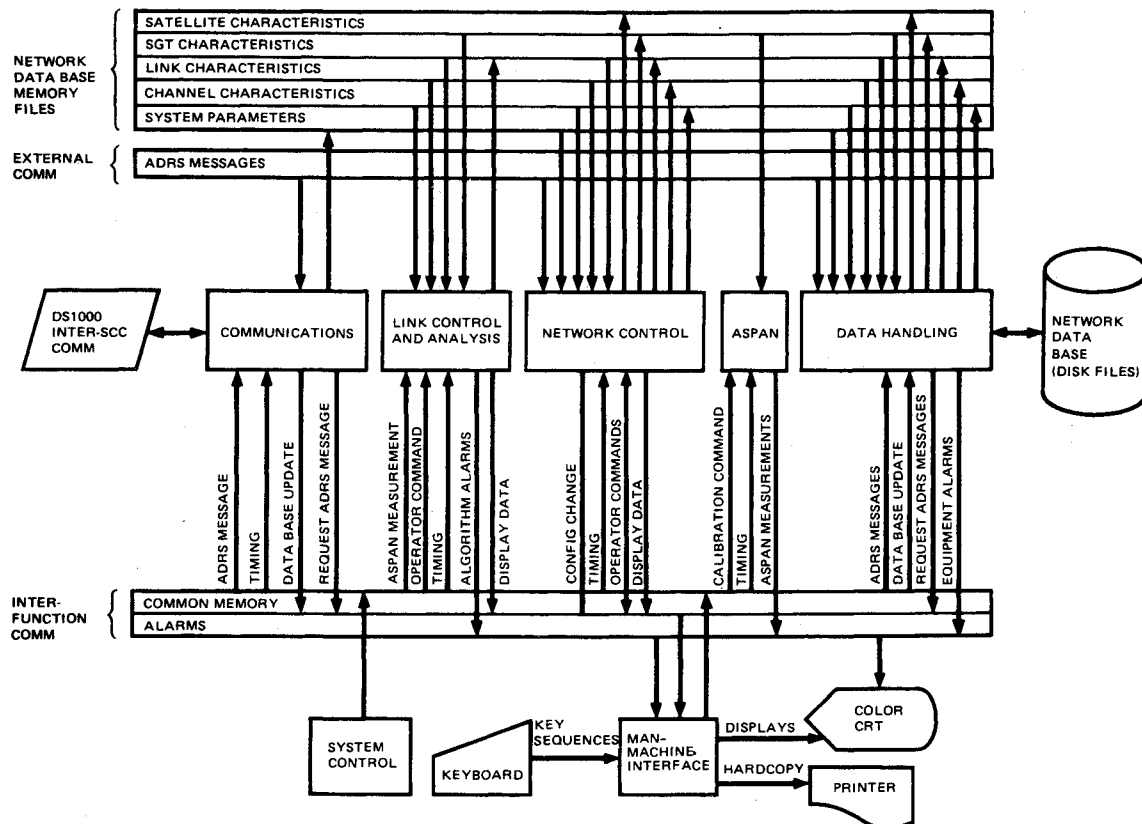 NETWORK
DATA BASE
MEMORY
FILES
SATELLITE CHARACTERISTICS
SGT CHARACTERISTICS
LINK CHARACTERISTICS
CHANNEL CHARACTERISTICS
SYSTEM PARAMETERS
EXTERNAL
COMM
ADRS MESSAGES
DS1000
INTER-SCC
COMM
COMMUNICATIONS
LINK CONTROL
AND ANALYSIS
NETWORK CONTROL
ASPAN
DATA HANDLING
NETWORK
DATA
BASE
(DISK FILES)
ADRS MESSAGE
TIMING
DATA BASE UPDATE
REQUEST ADRS MESSAGE
ASPAN MEASUREMENT
OPERATOR COMMAND
TIMING
ALGORITHM ALARMS
DISPLAY DATA
CONFIG CHANGE
TIMING
OPERATOR COMMANDS
DISPLAY DATA
CALIBRATION COMMAND
TIMING
ASPAN MEASUREMENTS
ADRS MESSAGES
DATA BASE UPDATE
REQUEST ADRS MESSAGES
EQUIPMENT ALARMS
INTER-
FUNCTION
COMM
COMMON MEMORY
ALARMS
SYSTEM
CONTROL
KEYBOARD
KEY
SEQUENCES
MAN-
MACHINE
INTERFACE
DISPLAYS
HARDCOPY
COLOR
CRT
PRINTER